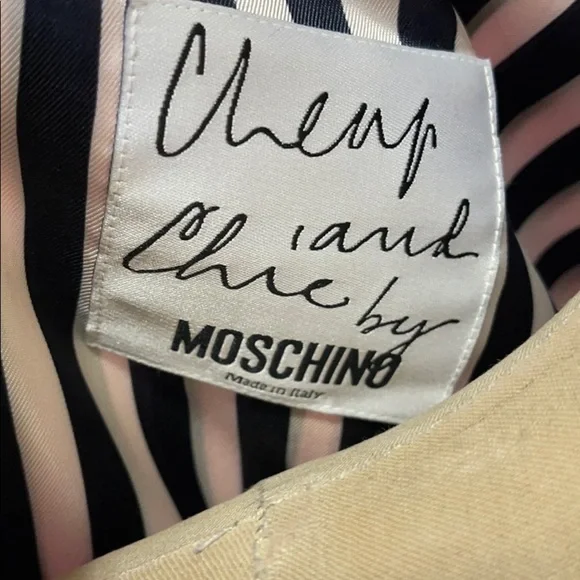 Cheap
and
Chic by
MOSCHINO
Made in Italy